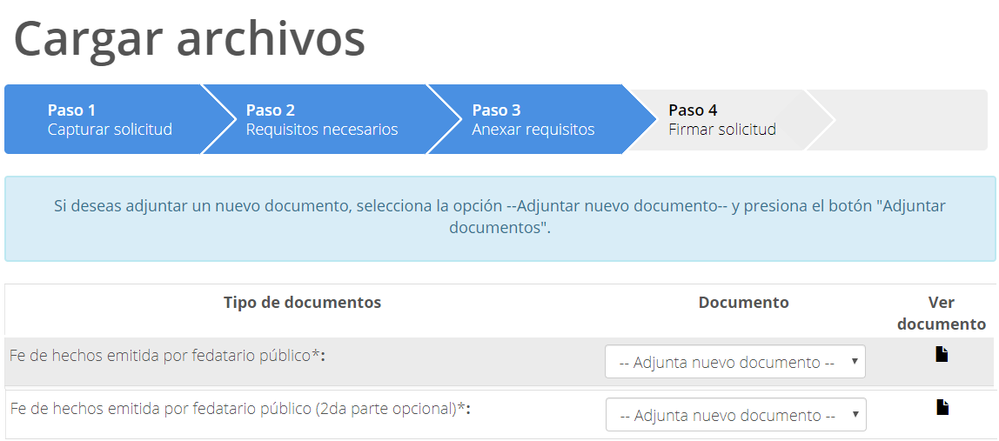 Cargar archivos
Paso 1
Capturar solicitud
Paso 2
Requisitos necesarios
Paso 3
Anexar requisitos
Paso 4
Firmar solicitud
Si deseas adjuntar un nuevo documento, selecciona la opción --Adjuntar nuevo documento-- y presiona el botón "Adjuntar
documentos".
Tipo de documentos
Documento
Ver
documento
Fe de hechos emitida por fedatario público*:
-- Adjunta nuevo documento --
Fe de hechos emitida por fedatario público (2da parte opcional)*:
-- Adjunta nuevo documento --